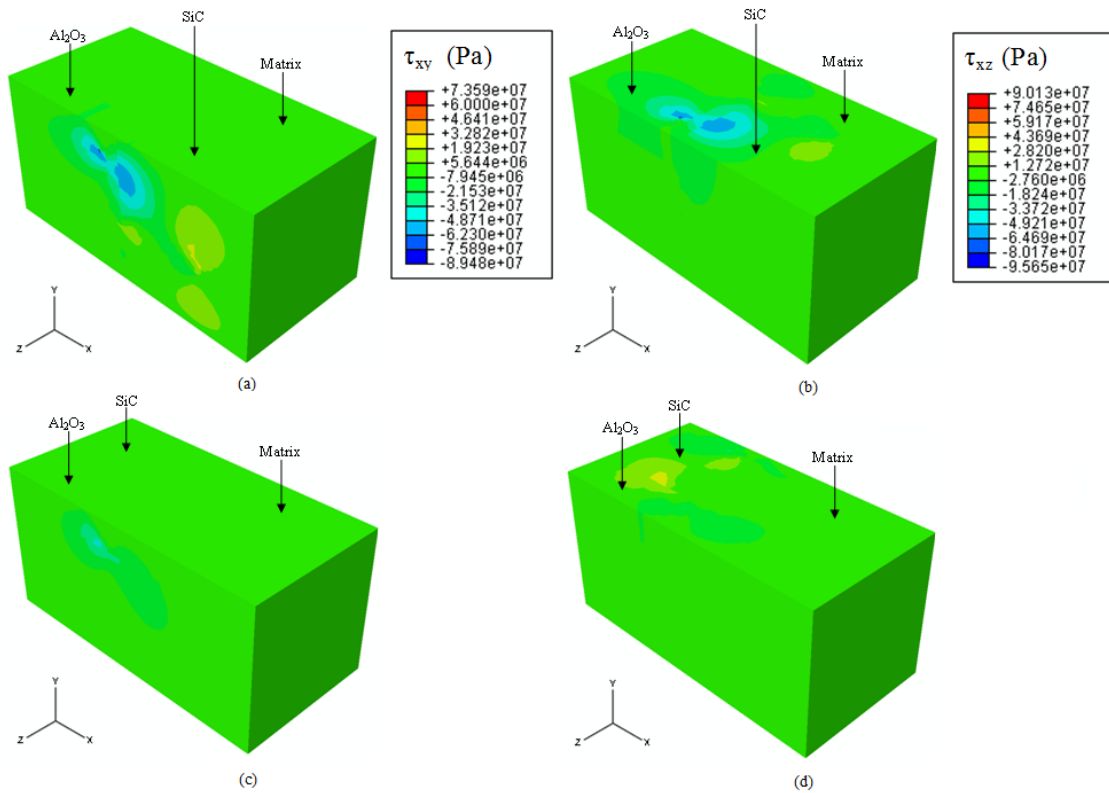 SiC
Al₂O₃
Matrix
τxy (Pa)
+7.359e+07
+6.000e+07
+4.641e+07
+3.282e+07
+1.923e+07
+5.644e+06
-7.945e+06
-2.153e+07
-3.512e+07
-4.871e+07
-6.230e+07
-7.589e+07
-8.948e+07
Y
Z
X
(a)
SiC
Al₂O₃
Matrix
τxz (Pa)
+9.013e+07
+7.465e+07
+5.917e+07
+4.369e+07
+2.820e+07
+1.272e+07
-2.760e+06
-1.824e+07
-3.372e+07
-4.921e+07
-6.469e+07
-8.017e+07
-9.565e+07
Y
Z
X
(b)
SiC
Al₂O₃
Matrix
Y
Z
X
(c)
SiC
Al₂O₃
Matrix
Y
Z
X
(d)